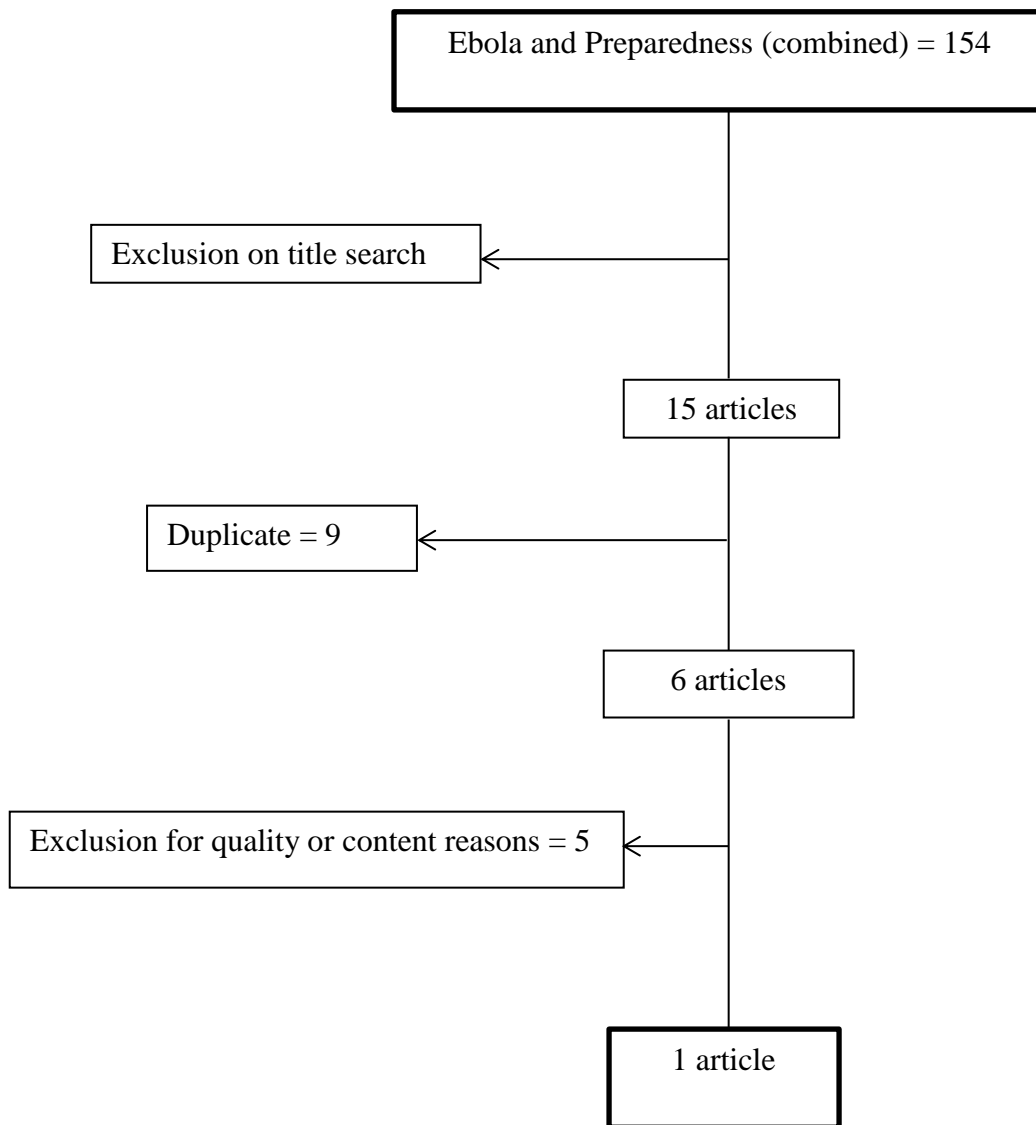 Ebola and Preparedness (combined) = 154
Exclusion on title search
15 articles
Duplicate = 9
6 articles
Exclusion for quality or content reasons = 5
1 article